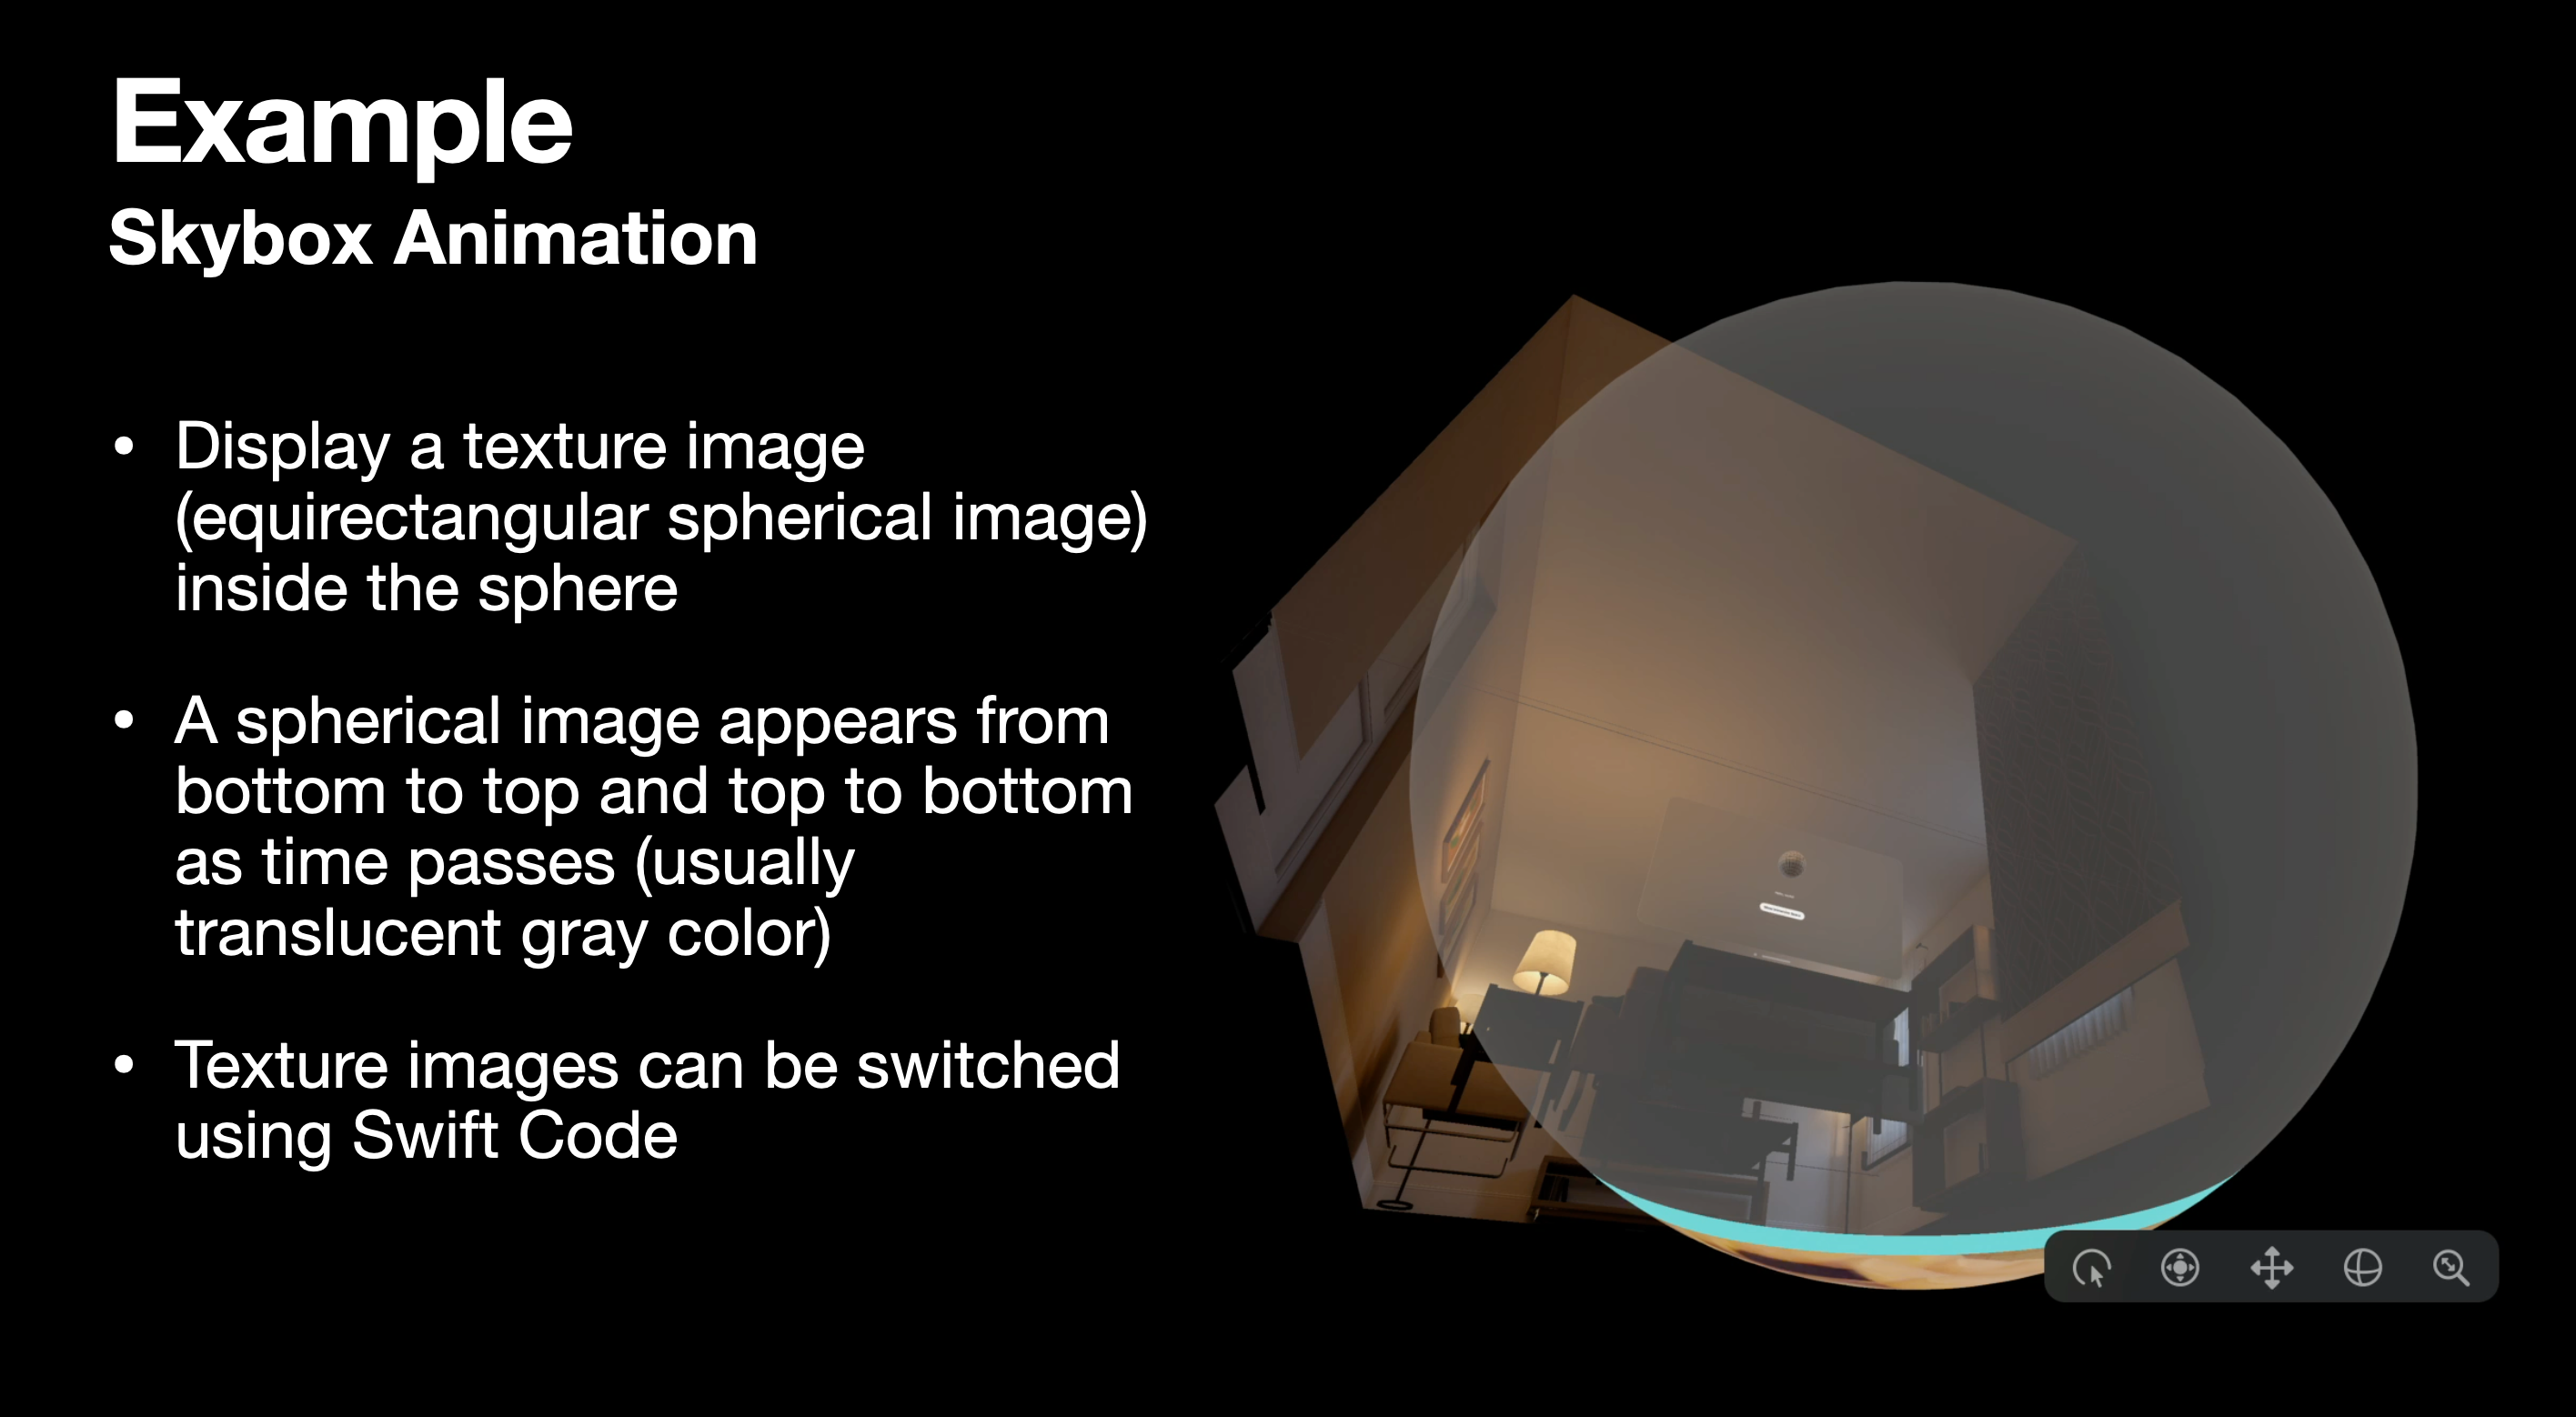 Example
Skybox Animation
• Display a texture image
(equirectangular spherical image)
inside the sphere
• A spherical image appears from
bottom to top and top to bottom
as time passes (usually
translucent gray color)
• Texture images can be switched
using Swift Code